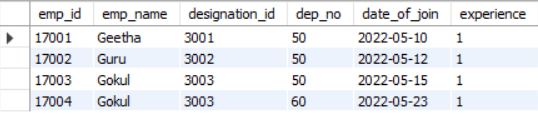 emp_id emp_name designation_id dep_no date_of_join experience
17001 Geetha 3001 50 2022-05-10 1
17002 Guru 3002 50 2022-05-12 1
17003 Gokul 3003 50 2022-05-15 1
17004 Gokul 3003 60 2022-05-23 1